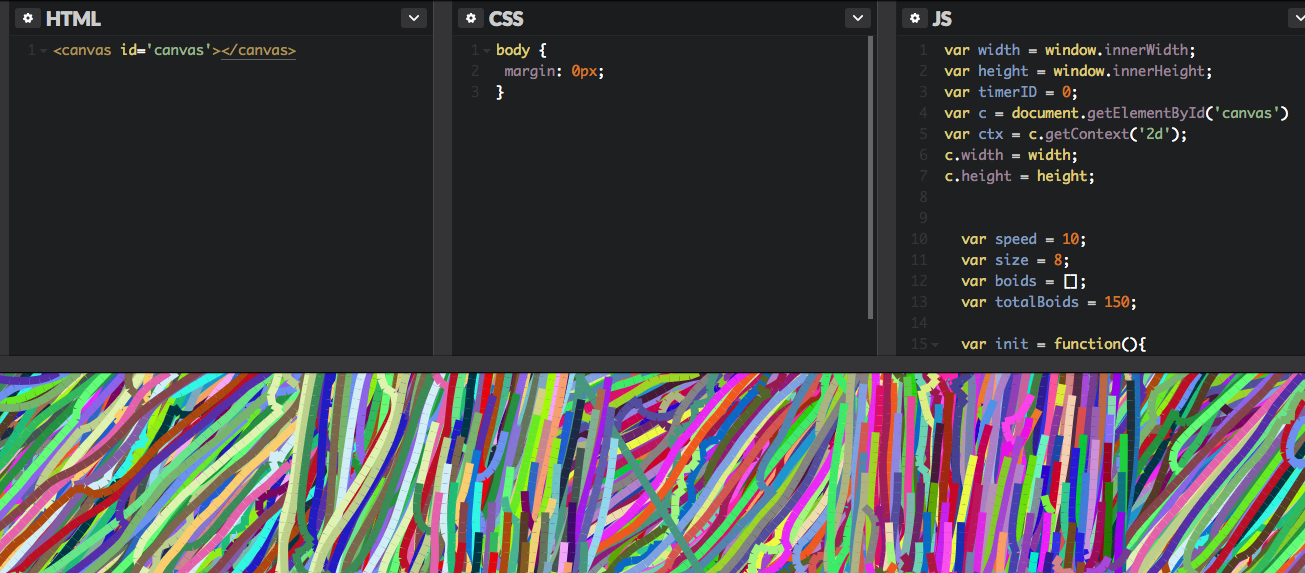 HTML
1 <canvas id='canvas'></canvas>
CSS
1 body {
2 margin: 0px;
3 }
JS
1 var width = window.innerWidth;
2 var height = window.innerHeight;
3 var timerID = 0;
4 var c = document.getElementById('canvas')
5 var ctx = c.getContext('2d');
6 c.width = width;
7 c.height = height;
8
9
10 var speed = 10;
11 var size = 8;
12 var boids = [];
13 var totalBoids = 150;
14
15 var init = function(){